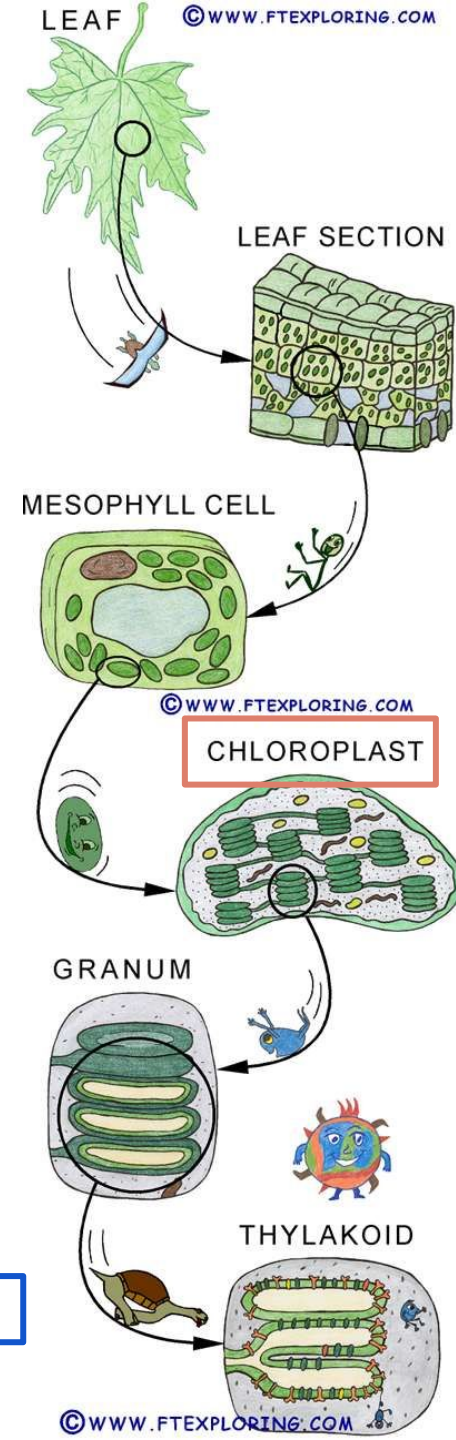 LEAF
©WWW.FTEXPLORING.COM
LEAF SECTION
MESOPHYLL CELL
©WWW.FTEXPLORING.COM
CHLOROPLAST
GRANUM
THYLAKOID
©WWW.FTEXPLORING.COM